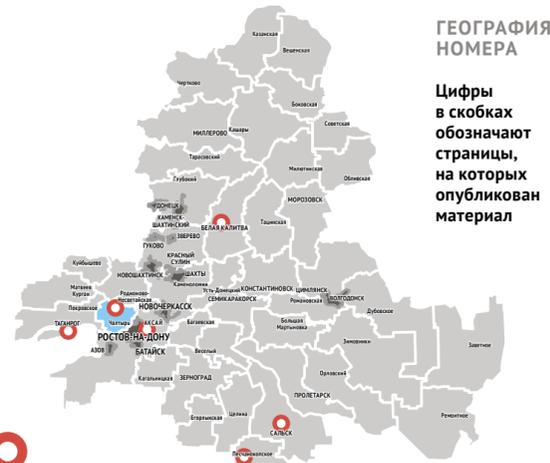 ГЕОГРАФИЯ
НОМЕРА
Цифры
в скобках
обозначают
страницы,
на которых
опубликован
материал
Казанская
Вешенская
Чертково
Боковская
Советская
Кашары
МИЛЛЕРОВО
Тарасовский
Милютинская
Обливская
Глубокий
МОРОЗОВСК
ДОНЕЦК
КАМЕНСК-
ШАХТИНСКИЙ
Тацинская
БЕЛАЯ КАЛИТВА
ЗВЕРЕВО
ГУКОВО
КРАСНЫЙ
СУЛИН
Куйбышево
НОВОШАХТИНСК
ШАХТЫ
Каменоломни
Матвеев
Курган
Родионово-
Несветайская
Усть-Донецкий
КОНСТАНТИНОВСК
ЦИМЛЯНСК
СЕМИКАРАКОРСК
Романовская
ВОЛГОДОНСК
Покровское
НОВОЧЕРКАССК
Дубовское
ТАГАНРОГ
Чалтырь
АКСАЙ
Багаевская
Большая
Мартыновка
РОСТОВ-НА-ДОНУ
Зимовники
Заветное
АЗОВ
БАТАЙСК
Веселый
Кагальницкая
ЗЕРНОГРАД
Орловский
ПРОЛЕТАРСК
Егорлыкская
Целина
Ремонтное
САЛЬСК
Песчанокопское